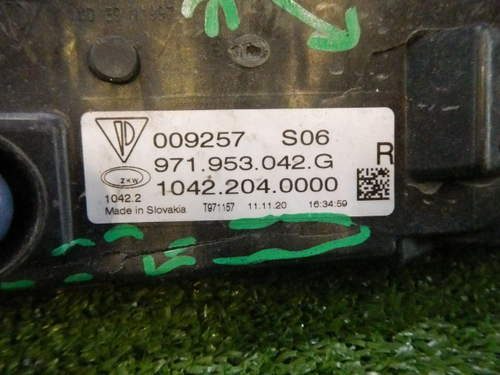 009257 S06
971.953.042.G
R
ZKW
1042.204.0000
1042.2
Made in Slovakia T971157 11.11.20 16:34:59